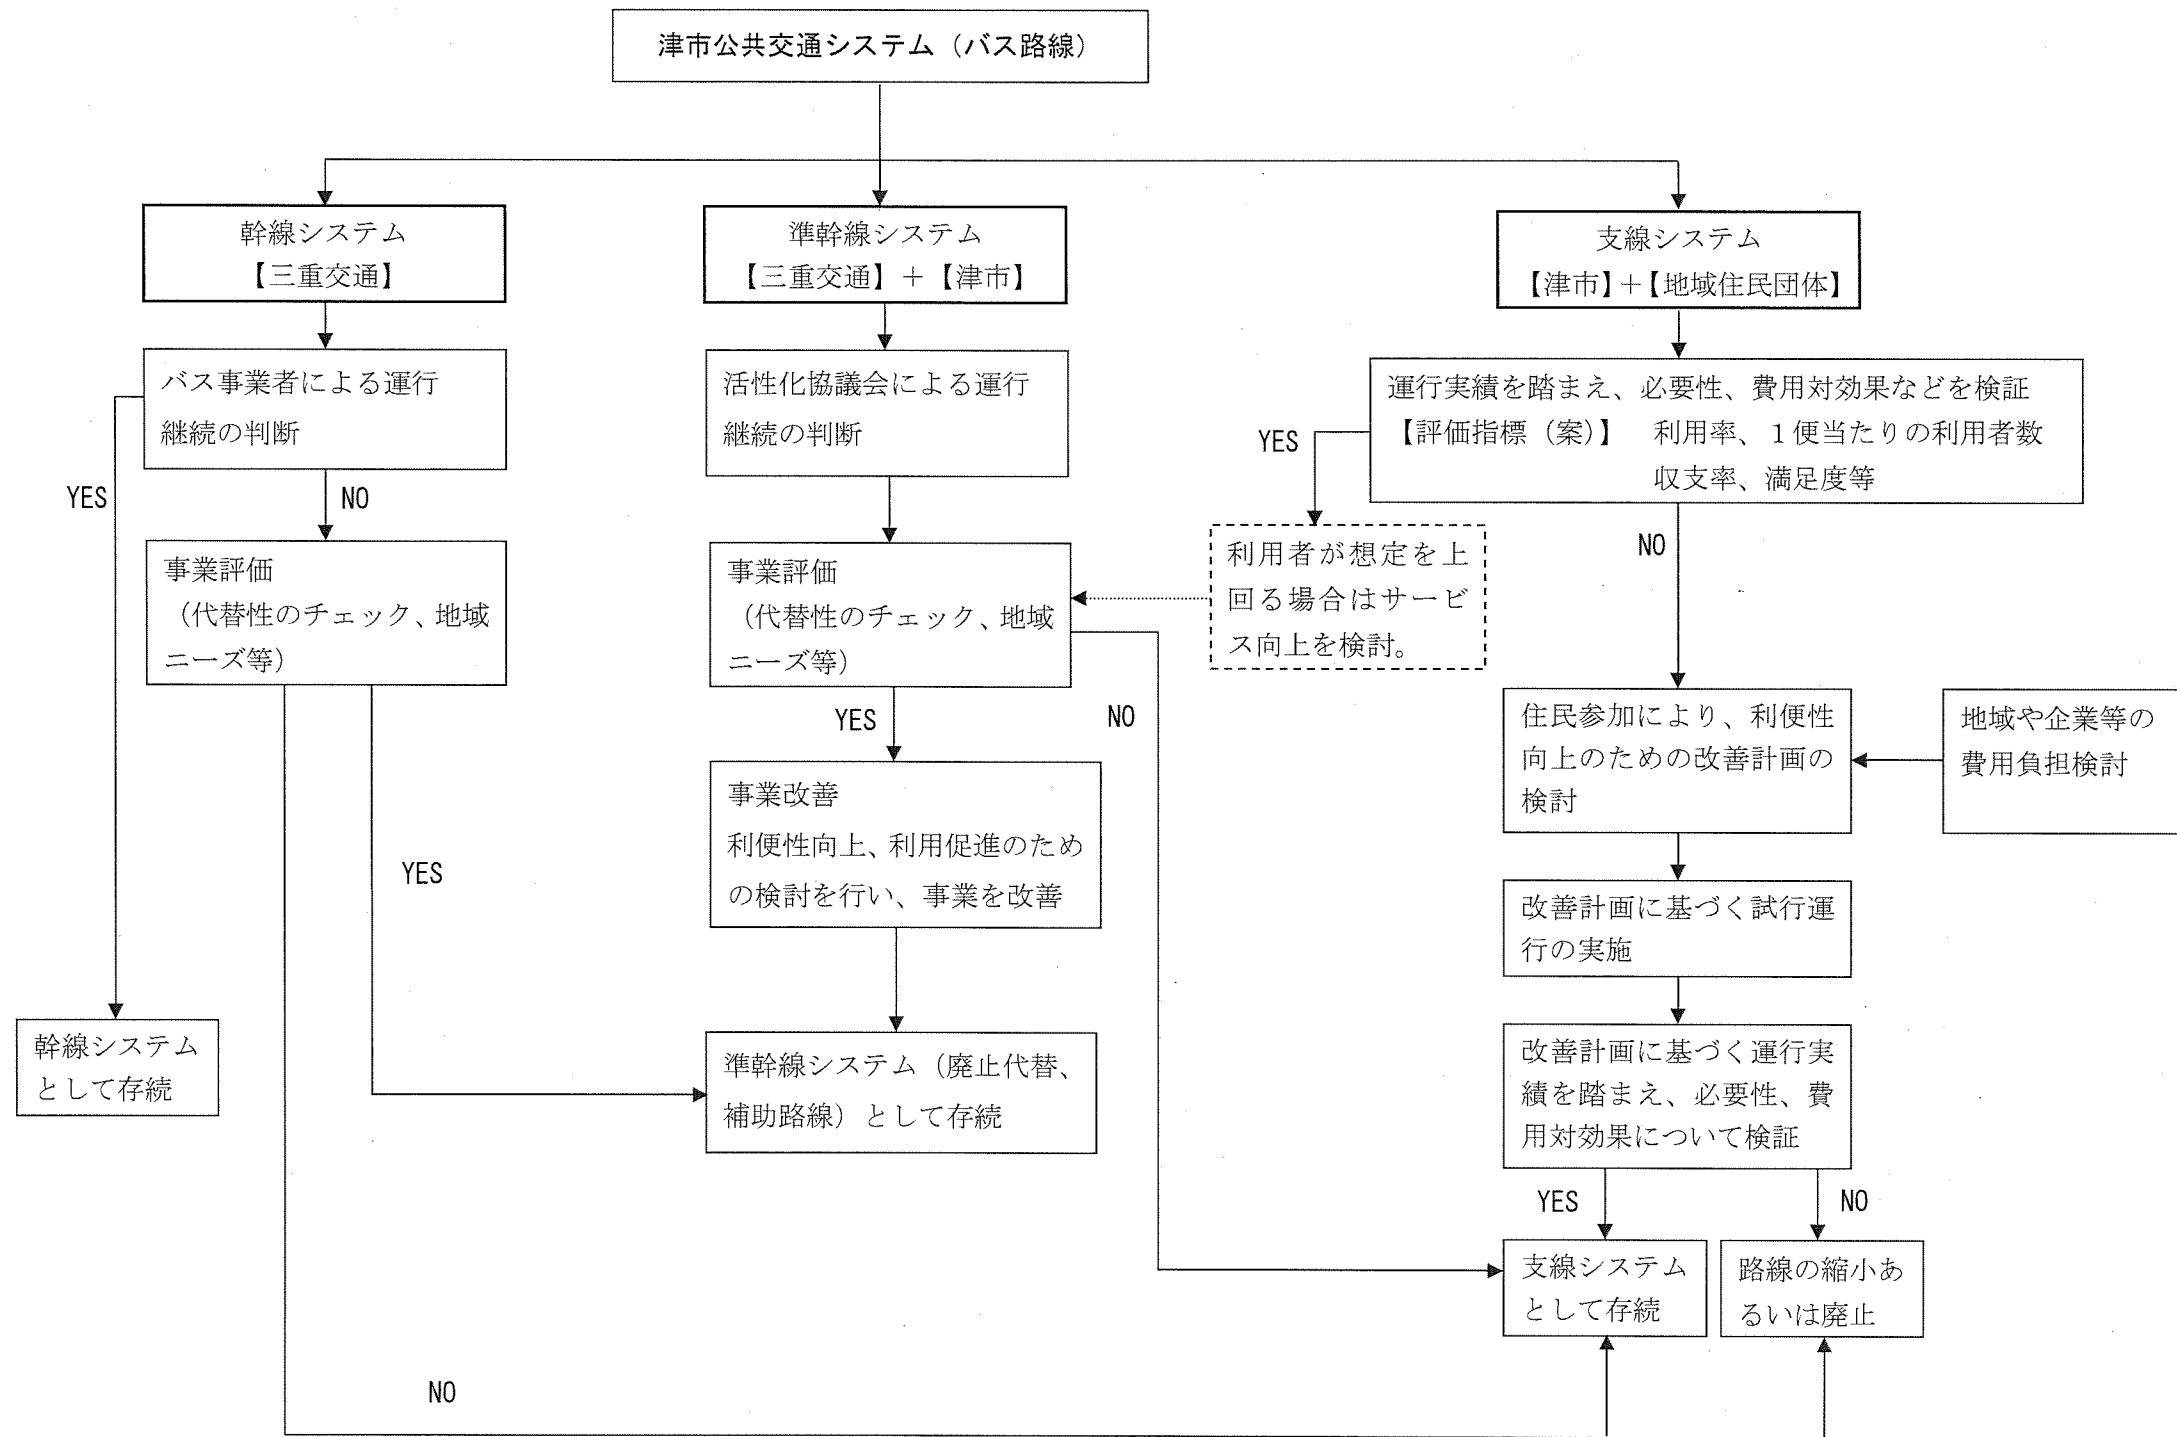 津市公共交通システム（バス路線）
幹線システム
【三重交通】
準幹線システム
【三重交通】＋【津市】
支線システム
【津市】＋【地域住民団体】
バス事業者による運行
継続の判断
活性化協議会による運行
継続の判断
運行実績を踏まえ、必要性、費用対効果などを検証
【評価指標（案）】　利用率、１便当たりの利用者数
収支率、満足度等
YES
YES
NO
NO
事業評価
（代替性のチェック、地域
ニーズ等）
事業評価
（代替性のチェック、地域
ニーズ等）
利用者が想定を上
回る場合はサービ
ス向上を検討。
YES
NO
住民参加により、利便性
向上のための改善計画の
検討
地域や企業等の
費用負担検討
事業改善
利便性向上、利用促進のため
の検討を行い、事業を改善
YES
改善計画に基づく試行運
行の実施
幹線システム
として存続
準幹線システム（廃止代替、
補助路線）として存続
改善計画に基づく運行実
績を踏まえ、必要性、費
用対効果について検証
YES
NO
支線システム
として存続
路線の縮小あ
るいは廃止
NO